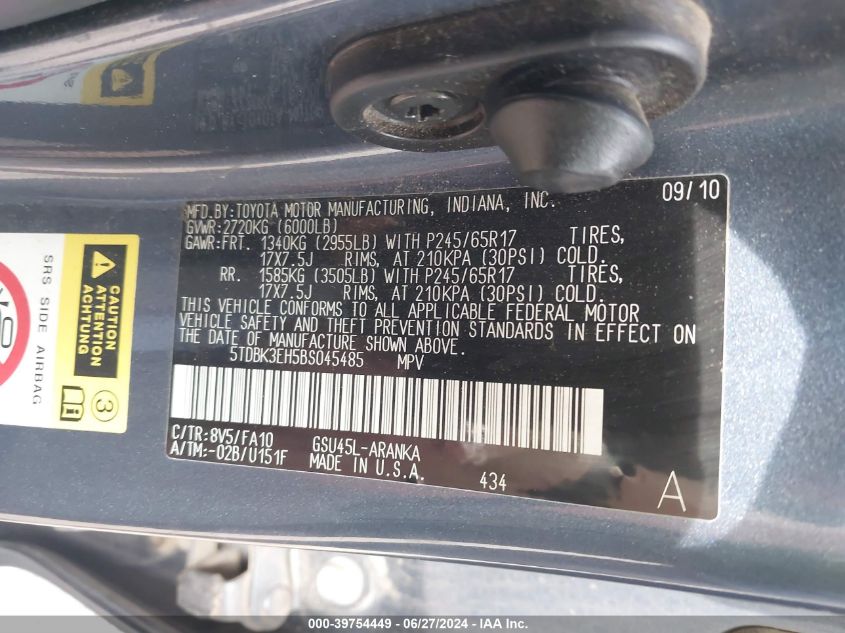 09/10
MFD.BY:TOYOTA MOTOR MANUFACTURING, INDIANA, INC.
GVWR:2720KG (6000LB)
GAWR:FRT. 1340KG (2955LB) WITH P245/65R17 TIRES,
17X7.5J RIMS, AT 210KPA (30PSI) COLD.
RR. 1585KG (3505LB) WITH P245/65R17 TIRES,
17X7.5J RIMS, AT 210KPA (30PSI) COLD.
THIS VEHICLE CONFORMS TO ALL APPLICABLE FEDERAL MOTOR
VEHICLE SAFETY AND THEFT PREVENTION STANDARDS IN EFFECT ON
THE DATE OF MANUFACTURE SHOWN ABOVE.
5TDBK3EH5BS045485 MPV
C/TR:8V5/FA10 GSU45L-ARANKA
A/TM:-02B/U151F MADE IN U.S.A.
434
A
CAUTION
ATTENTION
ACHTUNG
SRS SIDE AIRBAG
3
000-39754449 - 06/27/2024 - IAA Inc.